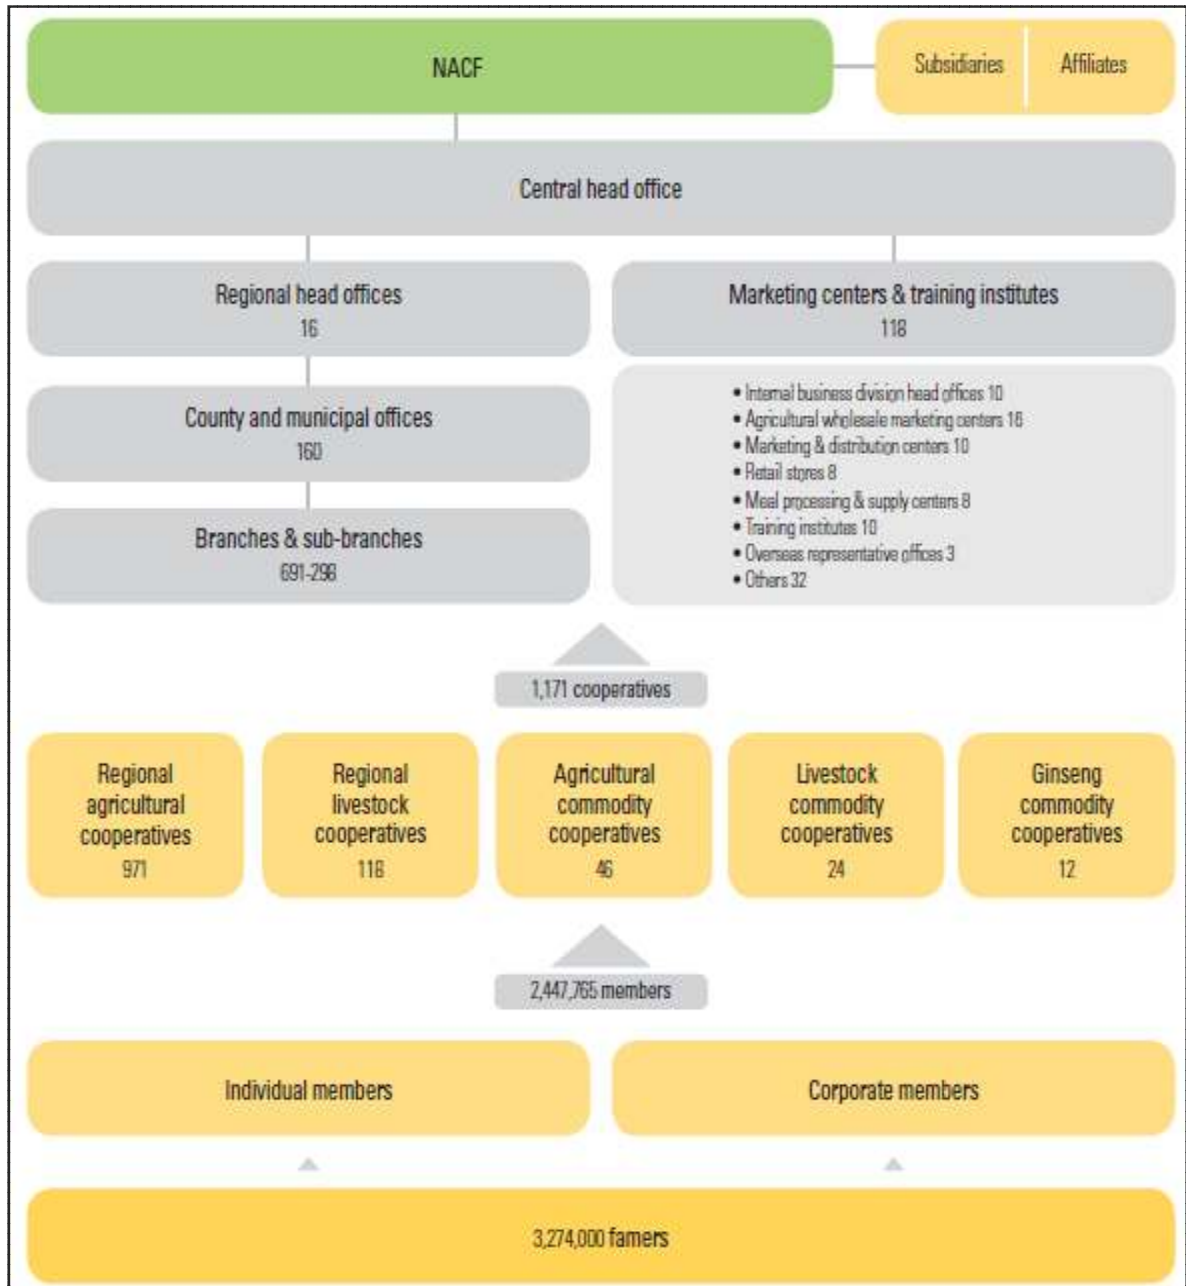 NACF
Subsidiaries
Affiliates
Central head office
Regional head offices
16
Marketing centers & training institutes
118
County and municipal offices
160
Branches & sub-branches
691-298
• Internal business division head offices 10
• Agricultural wholesale marketing centers 16
• Marketing & distribution centers 10
• Retail stores 8
• Meal processing & supply centers 8
• Training institutes 10
• Overseas representative offices 3
• Others 32
1,171 cooperatives
Regional
agricultural
cooperatives
971
Regional
livestock
cooperatives
118
Agricultural
commodity
cooperatives
46
Livestock
commodity
cooperatives
24
Ginseng
commodity
cooperatives
12
2,447,765 members
Individual members
Corporate members
3,274,000 famers